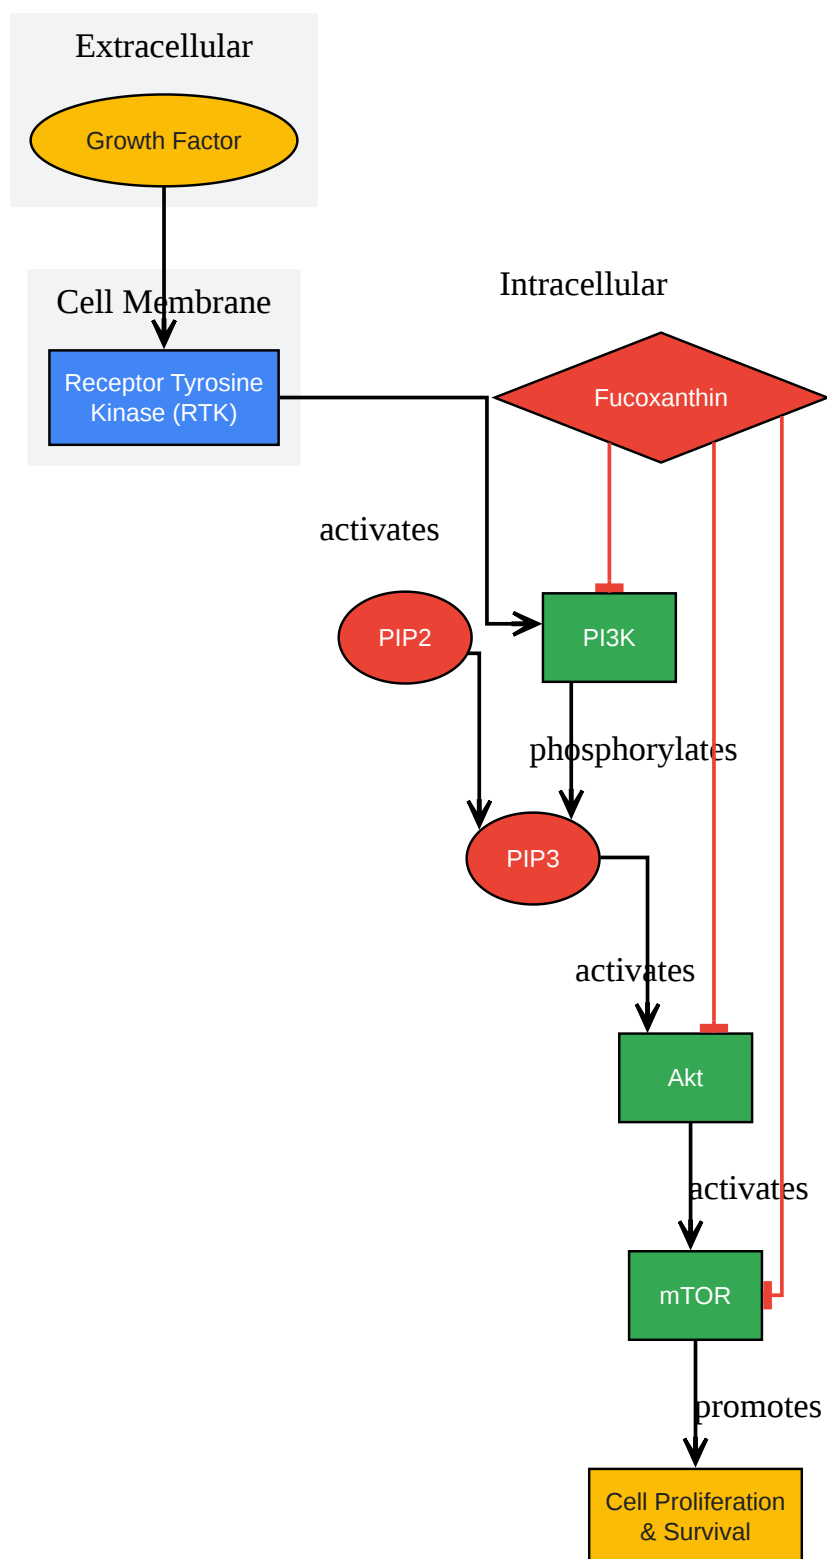 Extracellular
Growth Factor
Cell Membrane
Intracellular
Receptor Tyrosine
Kinase (RTK)
Fucoxanthin
activates
PIP2
PI3K
phosphorylates
PIP3
activates
Akt
activates
mTOR
promotes
Cell Proliferation
& Survival